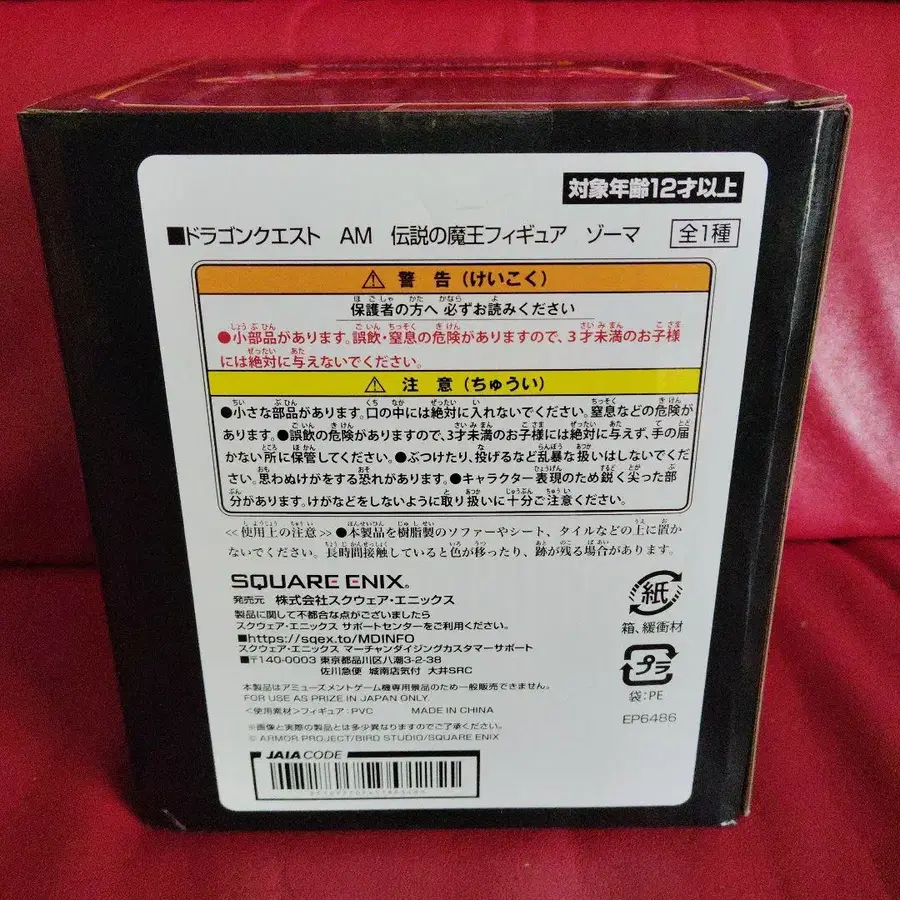 対象年齢12才以上
■ドラゴンクエスト AM 伝説の魔王フィギュア ゾーマ 全1種
⚠ 警 告 (けいこく)
保護者の方へ 必ずお読みください
●小部品があります。誤飲・窒息の危険がありますので、3才未満のお子様
には絶対に与えないでください。
⚠ 注 意 (ちゅうい)
●小さな部品があります。口の中には絶対に入れないでください。窒息などの危険が
あります。●誤飲の危険がありますので、3才未満のお子様には絶対に与えず、手の届
かない所に保管してください。●ぶつけたり、投げるなど乱暴な扱いはしないでくだ
さい。思わぬけがをする恐れがあります。●キャラクター表現のため鋭く尖った部
分があります。けがなどをしないように取り扱いに十分ご注意ください。
≪使用上の注意≫●本製品を樹脂製のソファーやシート、タイルなどの上に置か
ないでください。長時間接触していると色が移ったり、跡が残る場合があります。
SQUARE ENIX®
発売元 株式会社スクウェア・エニックス
製品に関して不都合な点がございましたら
スクウェア・エニックス サポートセンターをご利用ください。
■https://sqex.to/MDINFO
スクウェア・エニックス マーチャンダイジングカスタマーサポート
■〒140-0003 東京都品川区八潮3-2-38
佐川急便 城南店気付 大井SRC
本製品はアミューズメントゲーム機専用景品のため一般販売できません。
FOR USE AS PRIZE IN JAPAN ONLY.
<使用素材>フィギュア:PVC MADE IN CHINA
※画像と実際の製品とは多少異なりますのでご了承ください。
© ARMOR PROJECT/BIRD STUDIO/SQUARE ENIX
紙
箱、緩衝材
プラ
袋:PE
EP6486
JAIA CODE